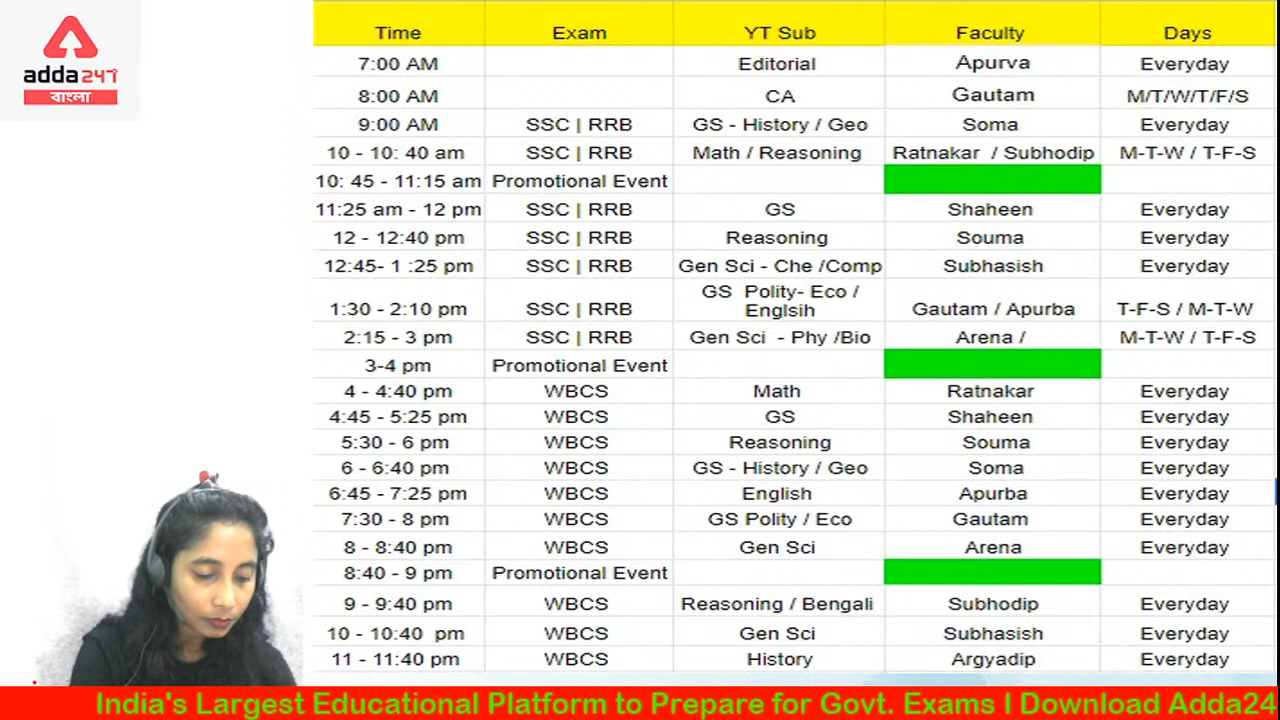 adda247
বাংলা
Time Exam YT Sub Faculty Days
7:00 AM Editorial Apurva Everyday
8:00 AM CA Gautam M/T/W/T/F/S
9:00 AM SSC | RRB GS - History / Geo Soma Everyday
10 - 10: 40 am SSC | RRB Math / Reasoning Ratnakar / Subhodip M-T-W / T-F-S
10: 45 - 11:15 am Promotional Event
11:25 am - 12 pm SSC | RRB GS Shaheen Everyday
12 - 12:40 pm SSC | RRB Reasoning Souma Everyday
12:45- 1 :25 pm SSC | RRB Gen Sci - Che /Comp Subhasish Everyday
1:30 - 2:10 pm SSC | RRB GS Polity- Eco / Englsih Gautam / Apurba T-F-S / M-T-W
2:15 - 3 pm SSC | RRB Gen Sci - Phy /Bio Arena / M-T-W / T-F-S
3-4 pm Promotional Event
4 - 4:40 pm WBCS Math Ratnakar Everyday
4:45 - 5:25 pm WBCS GS Shaheen Everyday
5:30 - 6 pm WBCS Reasoning Souma Everyday
6 - 6:40 pm WBCS GS - History / Geo Soma Everyday
6:45 - 7:25 pm WBCS English Apurba Everyday
7:30 - 8 pm WBCS GS Polity / Eco Gautam Everyday
8 - 8:40 pm WBCS Gen Sci Arena Everyday
8:40 - 9 pm Promotional Event
9 - 9:40 pm WBCS Reasoning / Bengali Subhodip Everyday
10 - 10:40 pm WBCS Gen Sci Subhasish Everyday
11 - 11:40 pm WBCS History Argyadip Everyday
India's Largest Educational Platform to Prepare for Govt. Exams I Download Adda24